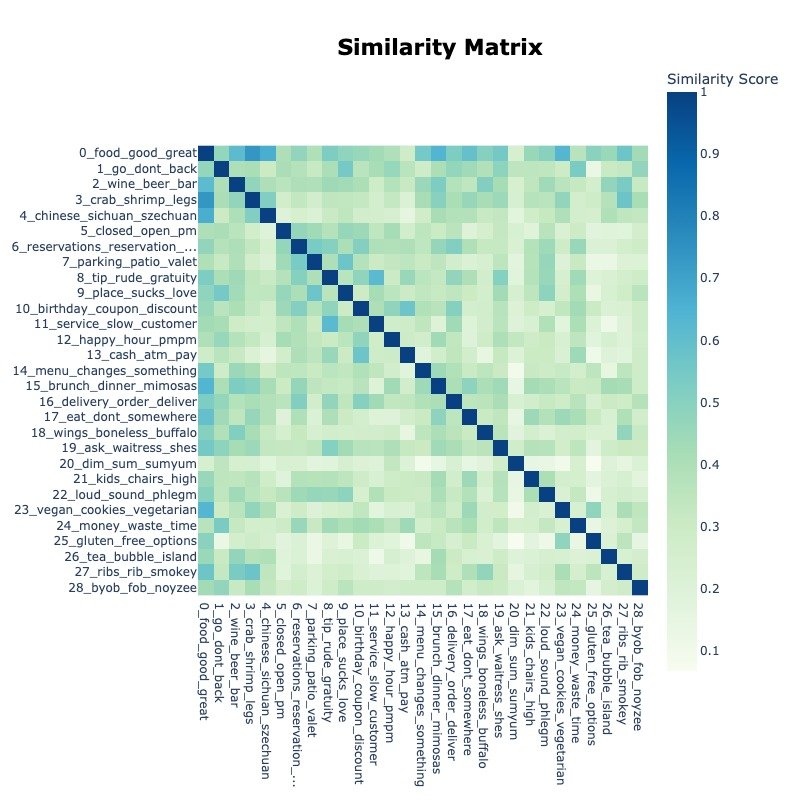 Similarity Matrix
Similarity Score
1
0.9
0.8
0.7
0.6
0.5
0.4
0.3
0.2
0.1
0_food_good_great
1_go_dont_back
2_wine_beer_bar
3_crab_shrimp_legs
4_chinese_sichuan_szechuan
5_closed_open_pm
6_reservations_reservation_...
7_parking_patio_valet
8_tip_rude_gratuity
9_place_sucks_love
10_birthday_coupon_discount
11_service_slow_customer
12_happy_hour_pmpm
13_cash_atm_pay
14_menu_changes_something
15_brunch_dinner_mimosas
16_delivery_order_deliver
17_eat_dont_somewhere
18_wings_boneless_buffalo
19_ask_waitress_shes
20_dim_sum_sumyum
21_kids_chairs_high
22_loud_sound_phlegm
23_vegan_cookies_vegetarian
24_money_waste_time
25_gluten_free_options
26_tea_bubble_island
27_ribs_rib_smokey
28_byob_fob_noyzee
0_food_good_great
1_go_dont_back
2_wine_beer_bar
3_crab_shrimp_legs
4_chinese_sichuan_szechuan
5_closed_open_pm
6_reservations_reservation_...
7_parking_patio_valet
8_tip_rude_gratuity
9_place_sucks_love
10_birthday_coupon_discount
11_service_slow_customer
12_happy_hour_pmpm
13_cash_atm_pay
14_menu_changes_something
15_brunch_dinner_mimosas
16_delivery_order_deliver
17_eat_dont_somewhere
18_wings_boneless_buffalo
19_ask_waitress_shes
20_dim_sum_sumyum
21_kids_chairs_high
22_loud_sound_phlegm
23_vegan_cookies_vegetarian
24_money_waste_time
25_gluten_free_options
26_tea_bubble_island
27_ribs_rib_smokey
28_byob_fob_noyzee